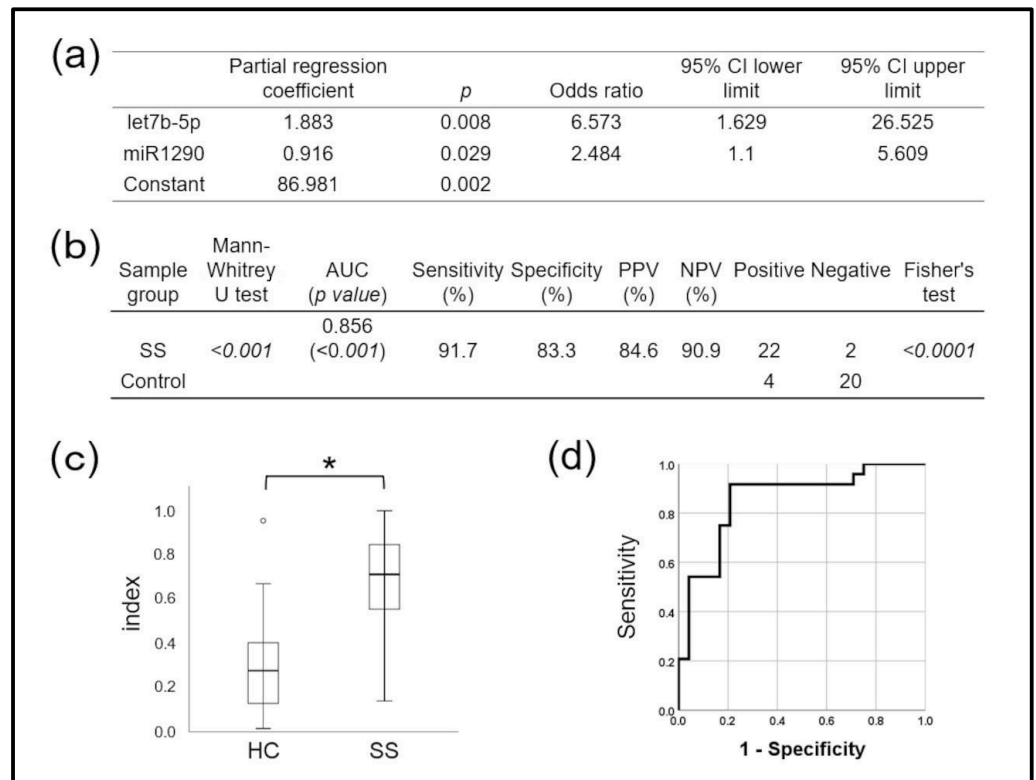 (a)
Partial regression coefficient p Odds ratio 95% CI lower limit 95% CI upper limit
let7b-5p 1.883 0.008 6.573 1.629 26.525
miR1290 0.916 0.029 2.484 1.1 5.609
Constant 86.981 0.002
(b)
Sample group Mann-Whitrey U test AUC (p value) Sensitivity (%) Specificity (%) PPV (%) NPV (%) Positive Negative Fisher's test
SS <0.001 0.856 (<0.001) 91.7 83.3 84.6 90.9 22 2 <0.0001
Control 4 20
(c)
*
index
1.0
0.8
0.6
0.4
0.2
0.0
HC SS
(d)
Sensitivity
1.0
0.8
0.6
0.4
0.2
0.0
0.0 0.2 0.4 0.6 0.8 1.0
1 - Specificity